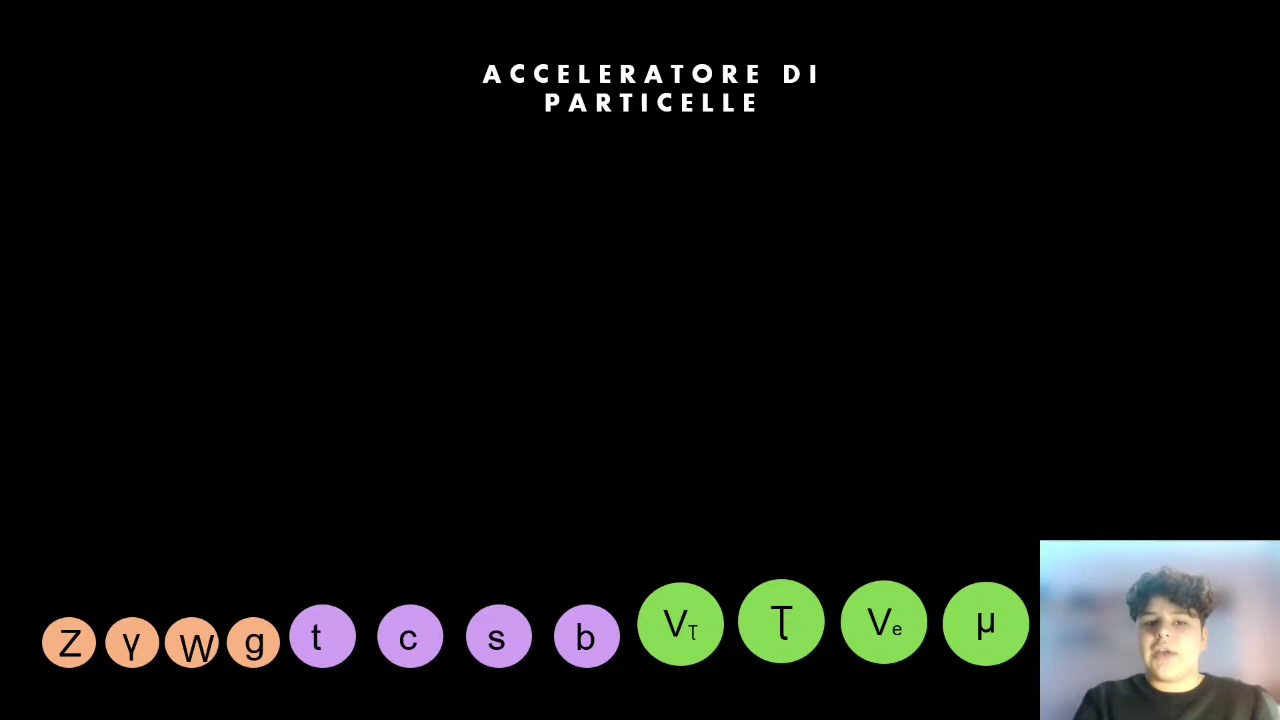 ACCELERATORE DI
PARTICELLE
Z γ W g t c s b Vτ τ Ve μ